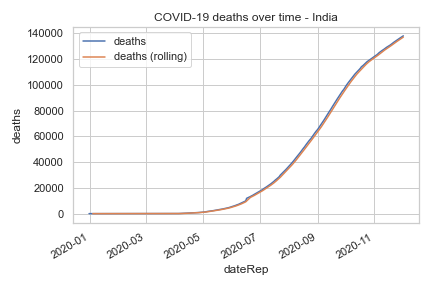 COVID-19 deaths over time - India
deaths
deaths (rolling)
140000
120000
100000
80000
60000
40000
20000
0
deaths
2020-01
2020-03
2020-05
2020-07
2020-09
2020-11
dateRep